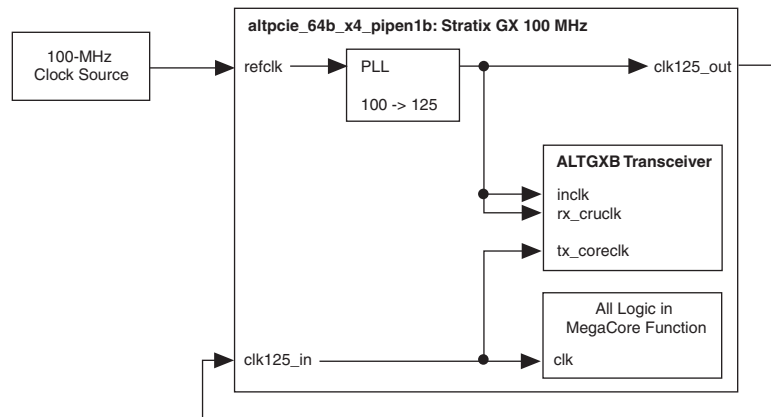 altpcie_64b_x4_pipen1b: Stratix GX 100 MHz
100-MHz
Clock Source
refclk
PLL
100 -> 125
clk125_out
ALTGXB Transceiver
inclk
rx_cruclk
tx_coreclk
All Logic in
MegaCore Function
clk125_in
clk